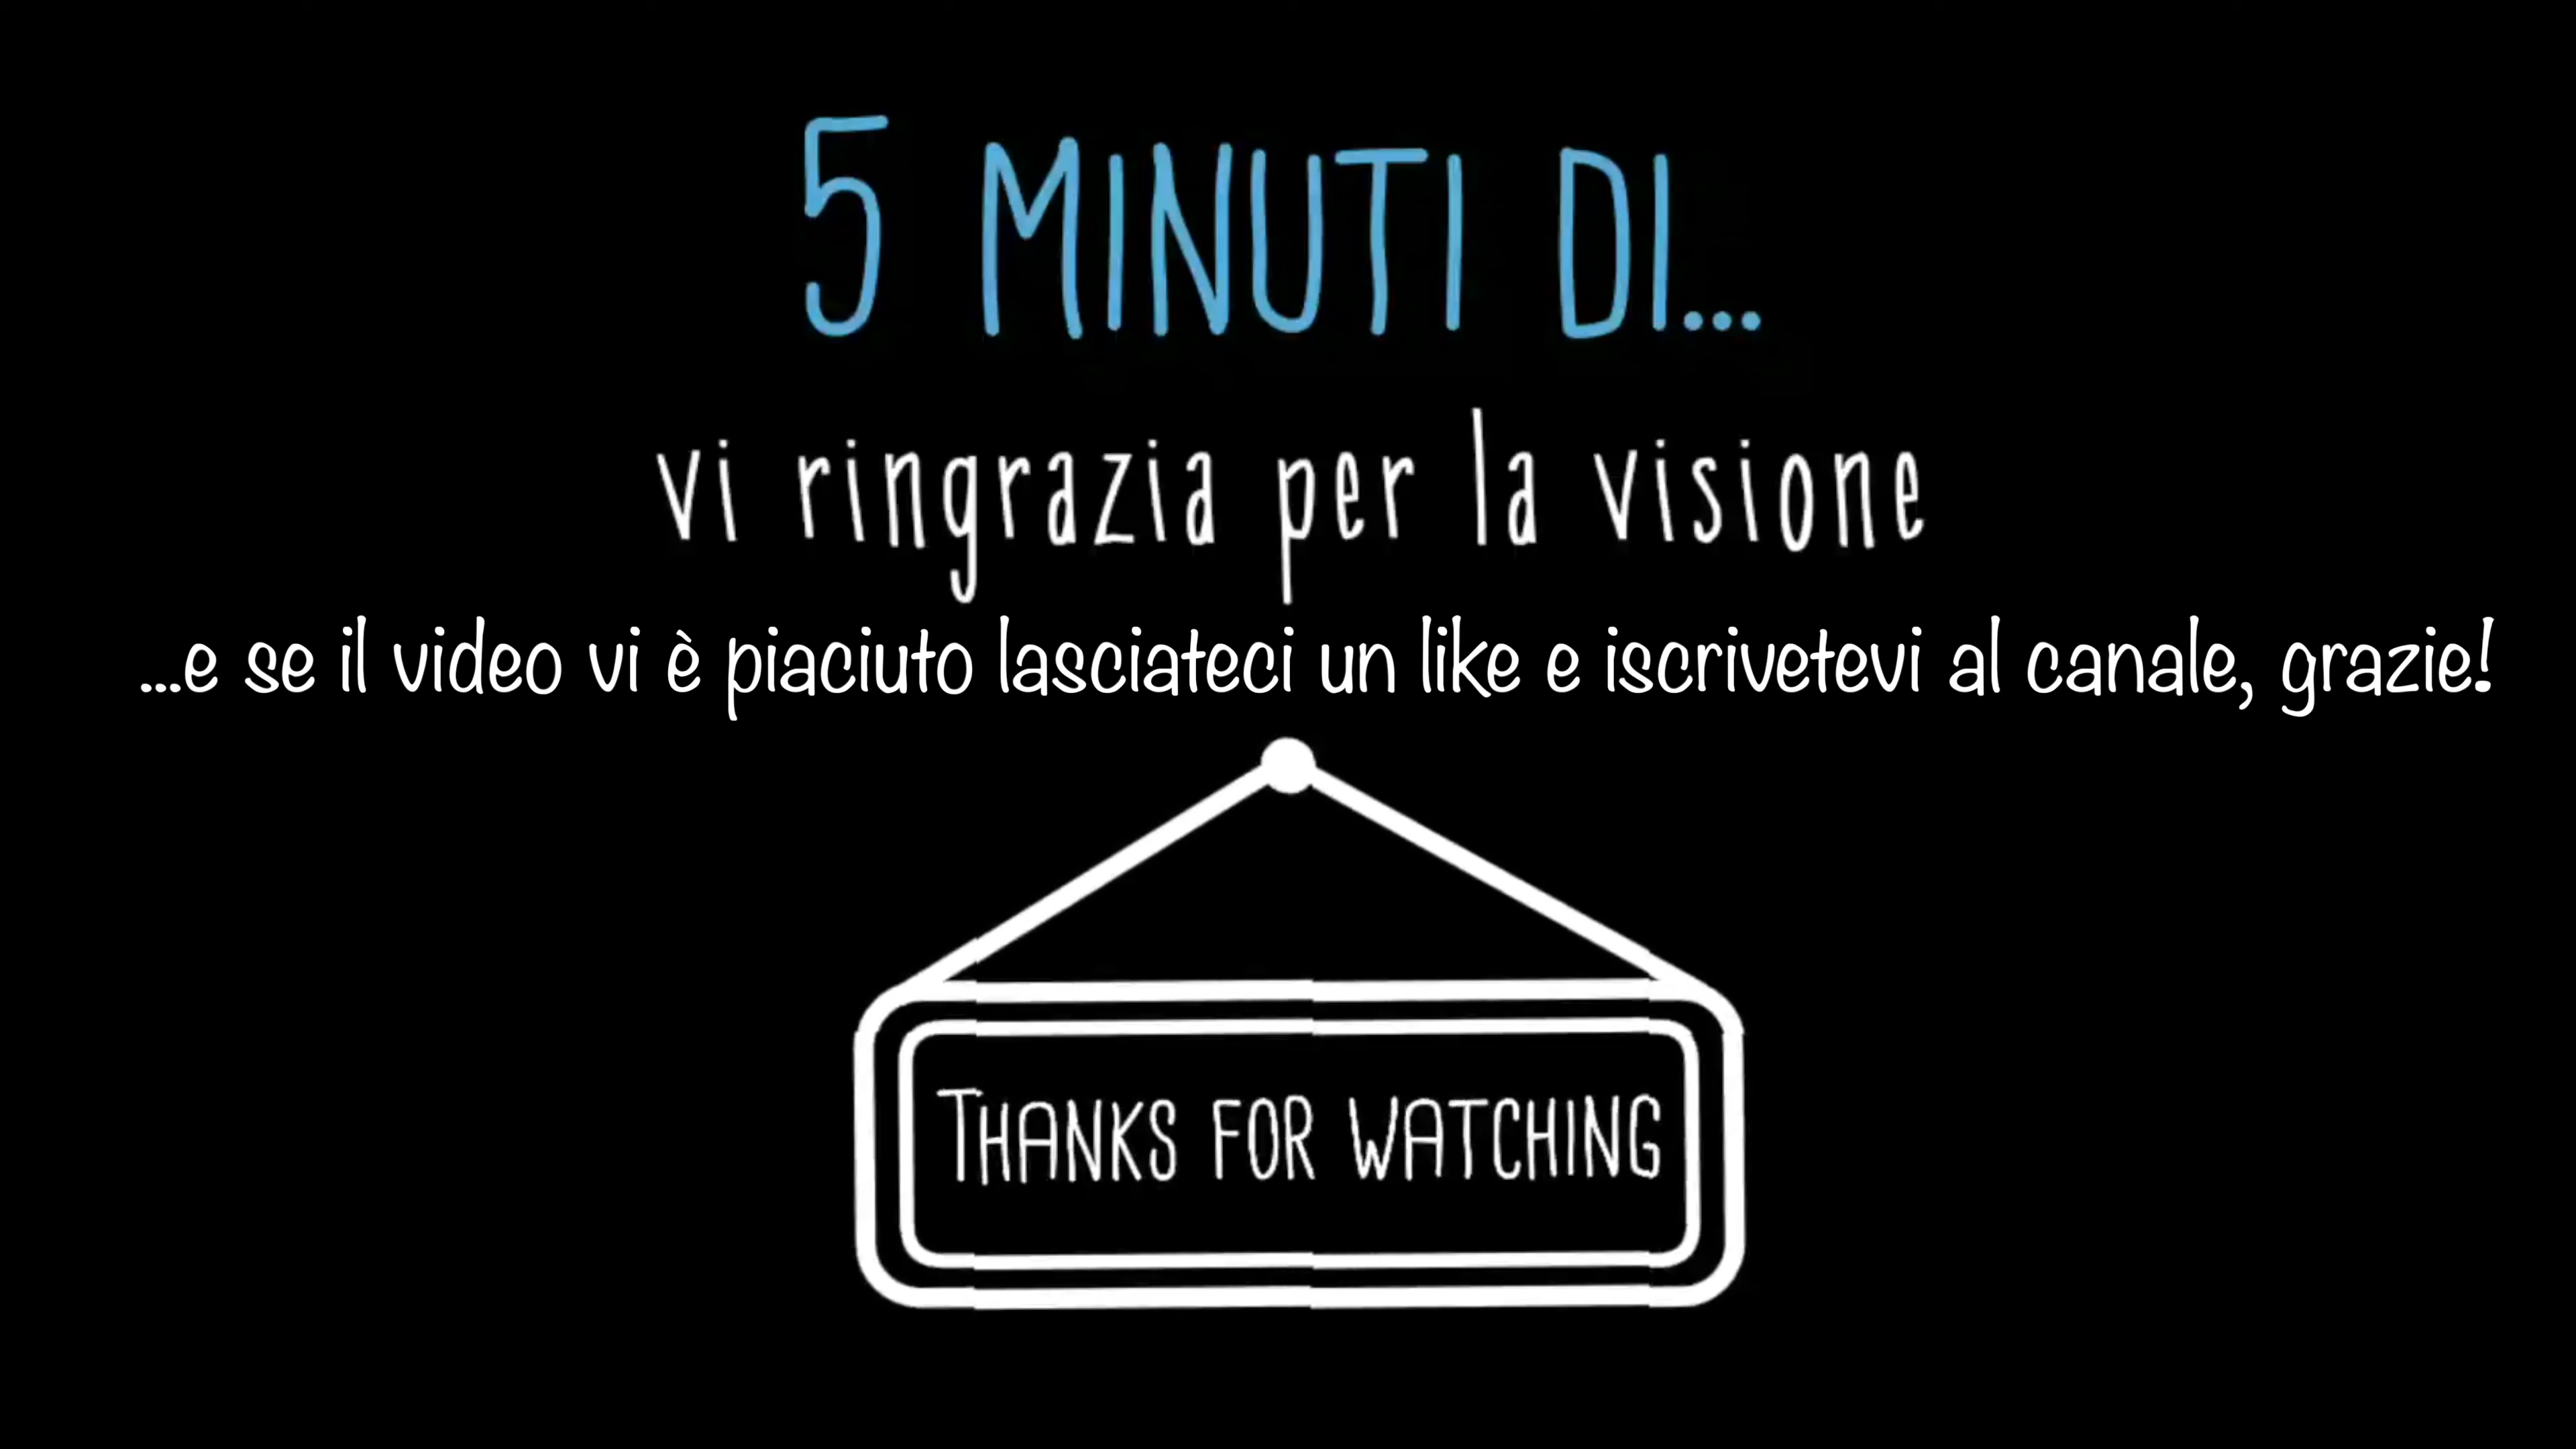 5 MINUTI DI...
vi ringrazia per la visione
...e se il video vi è piaciuto lasciateci un like e iscrivetevi al canale, grazie!
THANKS FOR WATCHING